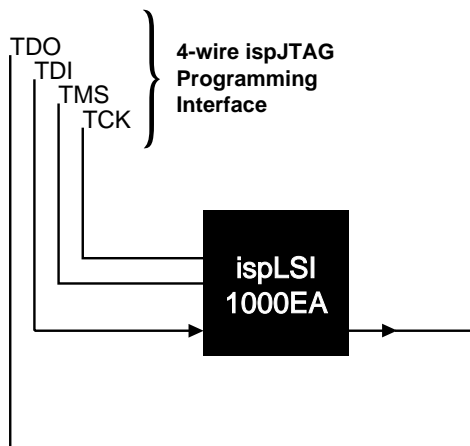 TDO
TDI
TMS
TCK
4-wire ispJTAG
Programming
Interface
ispLSI
1000EA